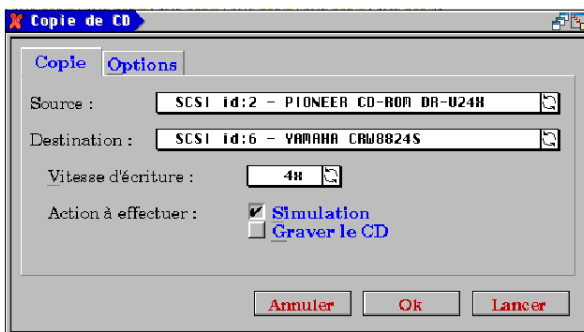 Copie de CD
Copie Options
Source : SCSI id:2 - PIONEER CD-ROM DR-U24X
Destination : SCSI id:6 - YAMAHA CRW8824S
Vitesse d'écriture : 4x
Action à effectuer : Simulation
Graver le CD
Annuler Ok Lancer